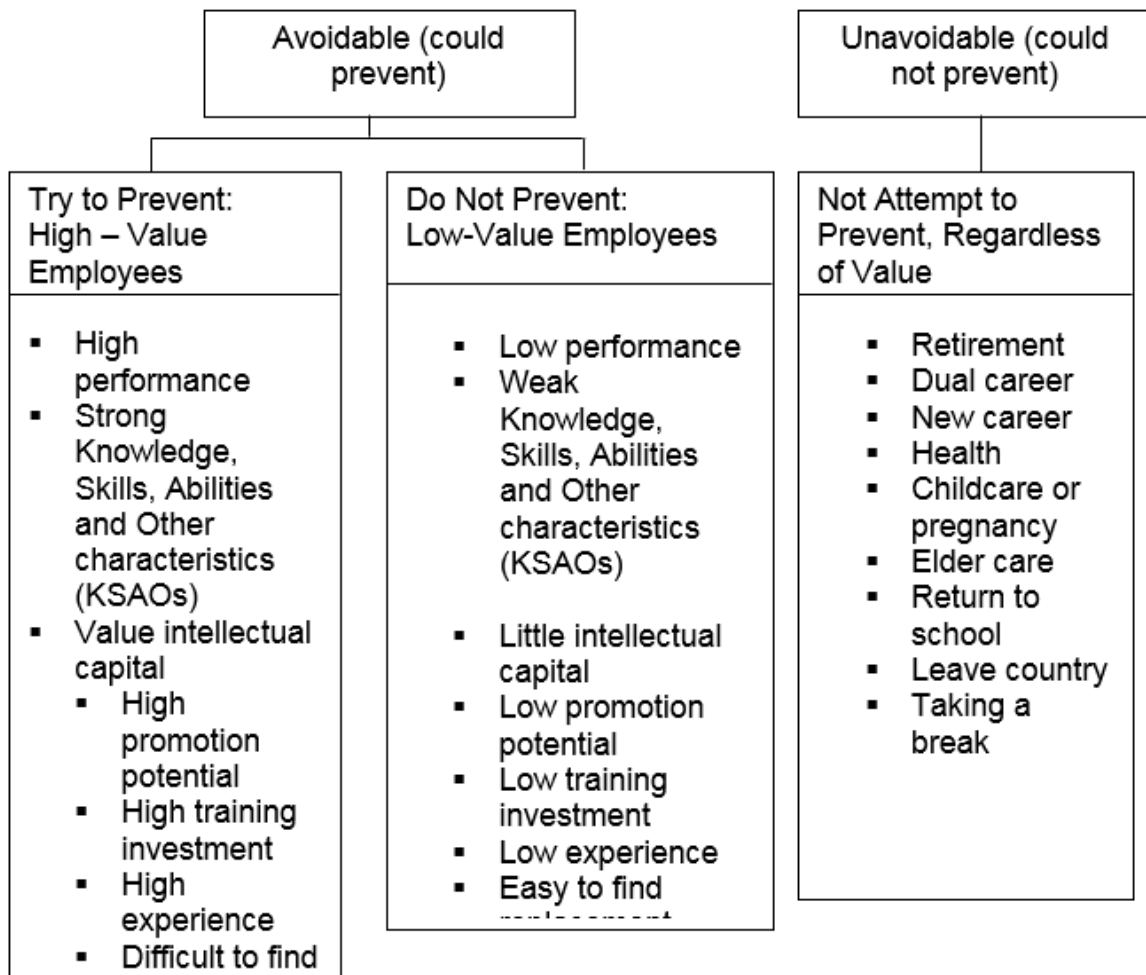 Avoidable (could
prevent)
Unavoidable (could
not prevent)
Try to Prevent:
High – Value
Employees
▪ High
performance
▪ Strong
Knowledge,
Skills, Abilities
and Other
characteristics
(KSAOs)
▪ Value intellectual
capital
▪ High
promotion
potential
▪ High training
investment
▪ High
experience
▪ Difficult to find
Do Not Prevent:
Low-Value Employees
▪ Low performance
▪ Weak
Knowledge,
Skills, Abilities
and Other
characteristics
(KSAOs)
▪ Little intellectual
capital
▪ Low promotion
potential
▪ Low training
investment
▪ Low experience
▪ Easy to find
Not Attempt to
Prevent, Regardless
of Value
▪ Retirement
▪ Dual career
▪ New career
▪ Health
▪ Childcare or
pregnancy
▪ Elder care
▪ Return to
school
▪ Leave country
▪ Taking a
break